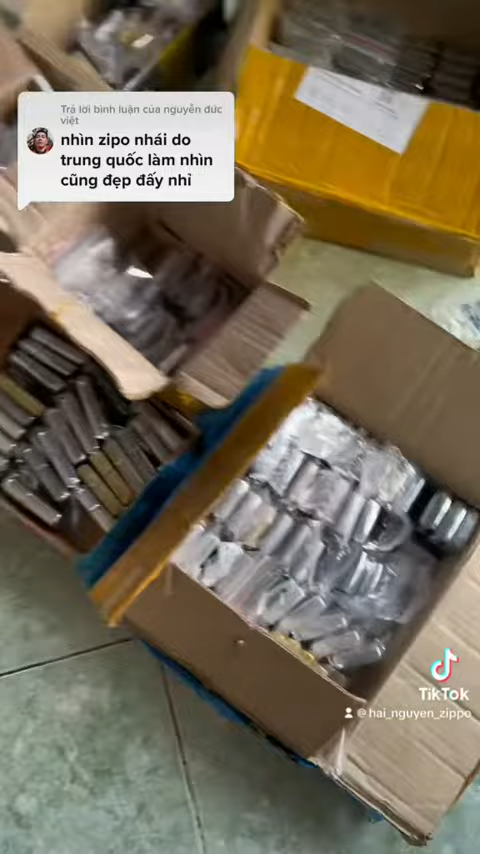 Trả lời bình luận của nguyễn đức
việt
nhìn zipo nhái do
trung quốc làm nhìn
cũng đẹp đấy nhỉ
TikTok
@hai_nguyen_zippo